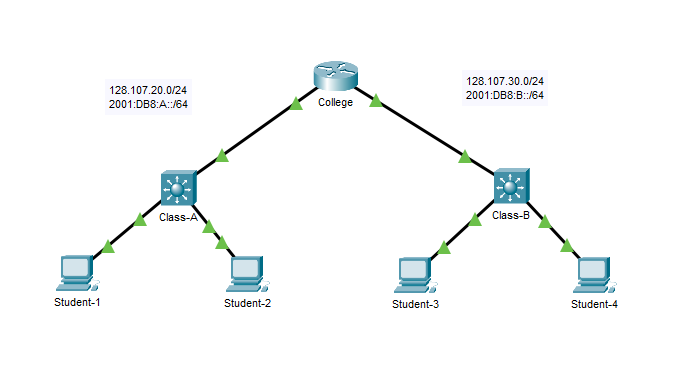 128.107.20.0/24
2001:DB8:A::/64
128.107.30.0/24
2001:DB8:B::/64
College
Class-A
Class-B
Student-1
Student-2
Student-3
Student-4